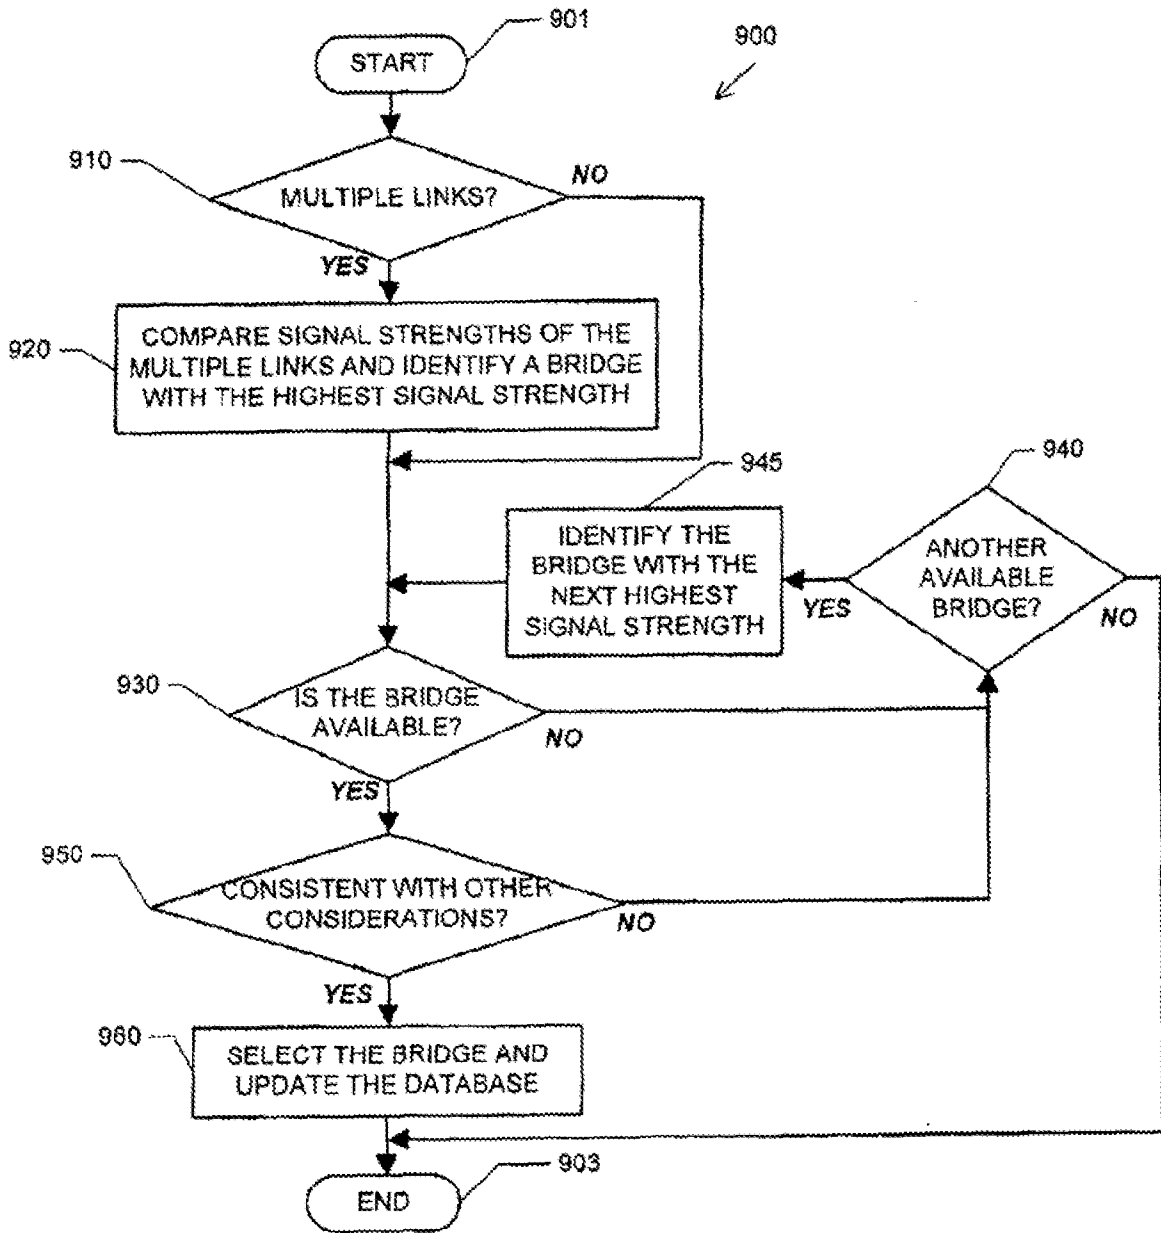 901
900
START
910
MULTIPLE LINKS?
NO
YES
920
COMPARE SIGNAL STRENGTHS OF THE
MULTIPLE LINKS AND IDENTIFY A BRIDGE
WITH THE HIGHEST SIGNAL STRENGTH
945
940
IDENTIFY THE
BRIDGE WITH THE
NEXT HIGHEST
SIGNAL STRENGTH
ANOTHER
AVAILABLE
BRIDGE?
YES
NO
930
IS THE BRIDGE
AVAILABLE?
NO
YES
950
CONSISTENT WITH OTHER
CONSIDERATIONS?
NO
YES
960
SELECT THE BRIDGE AND
UPDATE THE DATABASE
903
END